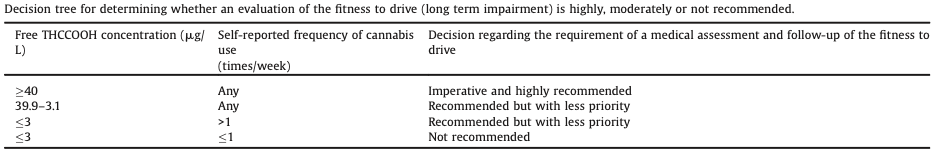 Decision tree for determining whether an evaluation of the fitness to drive (long term impairment) is highly, moderately or not recommended.
Free THCCOOH concentration (μg/ Self-reported frequency of cannabis Decision regarding the requirement of a medical assessment and follow-up of the fitness to
L) use drive
(times/week)
≥40 Any Imperative and highly recommended
39.9–3.1 Any Recommended but with less priority
≤3 >1 Recommended but with less priority
≤3 ≤1 Not recommended